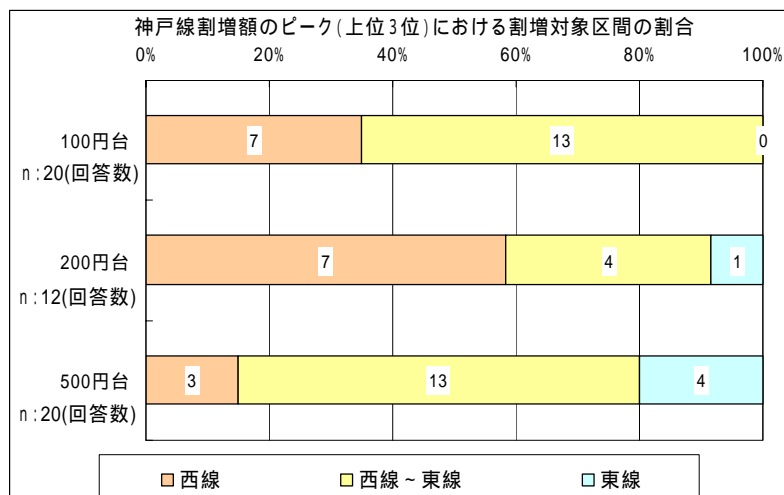 神戸線割増額のピーク(上位3位)における割増対象区間の割合
0% 20% 40% 60% 80% 100%
100円台
n:20(回答数)
7 13 0
200円台
n:12(回答数)
7 4 1
500円台
n:20(回答数)
3 13 4
西線 西線~東線 東線